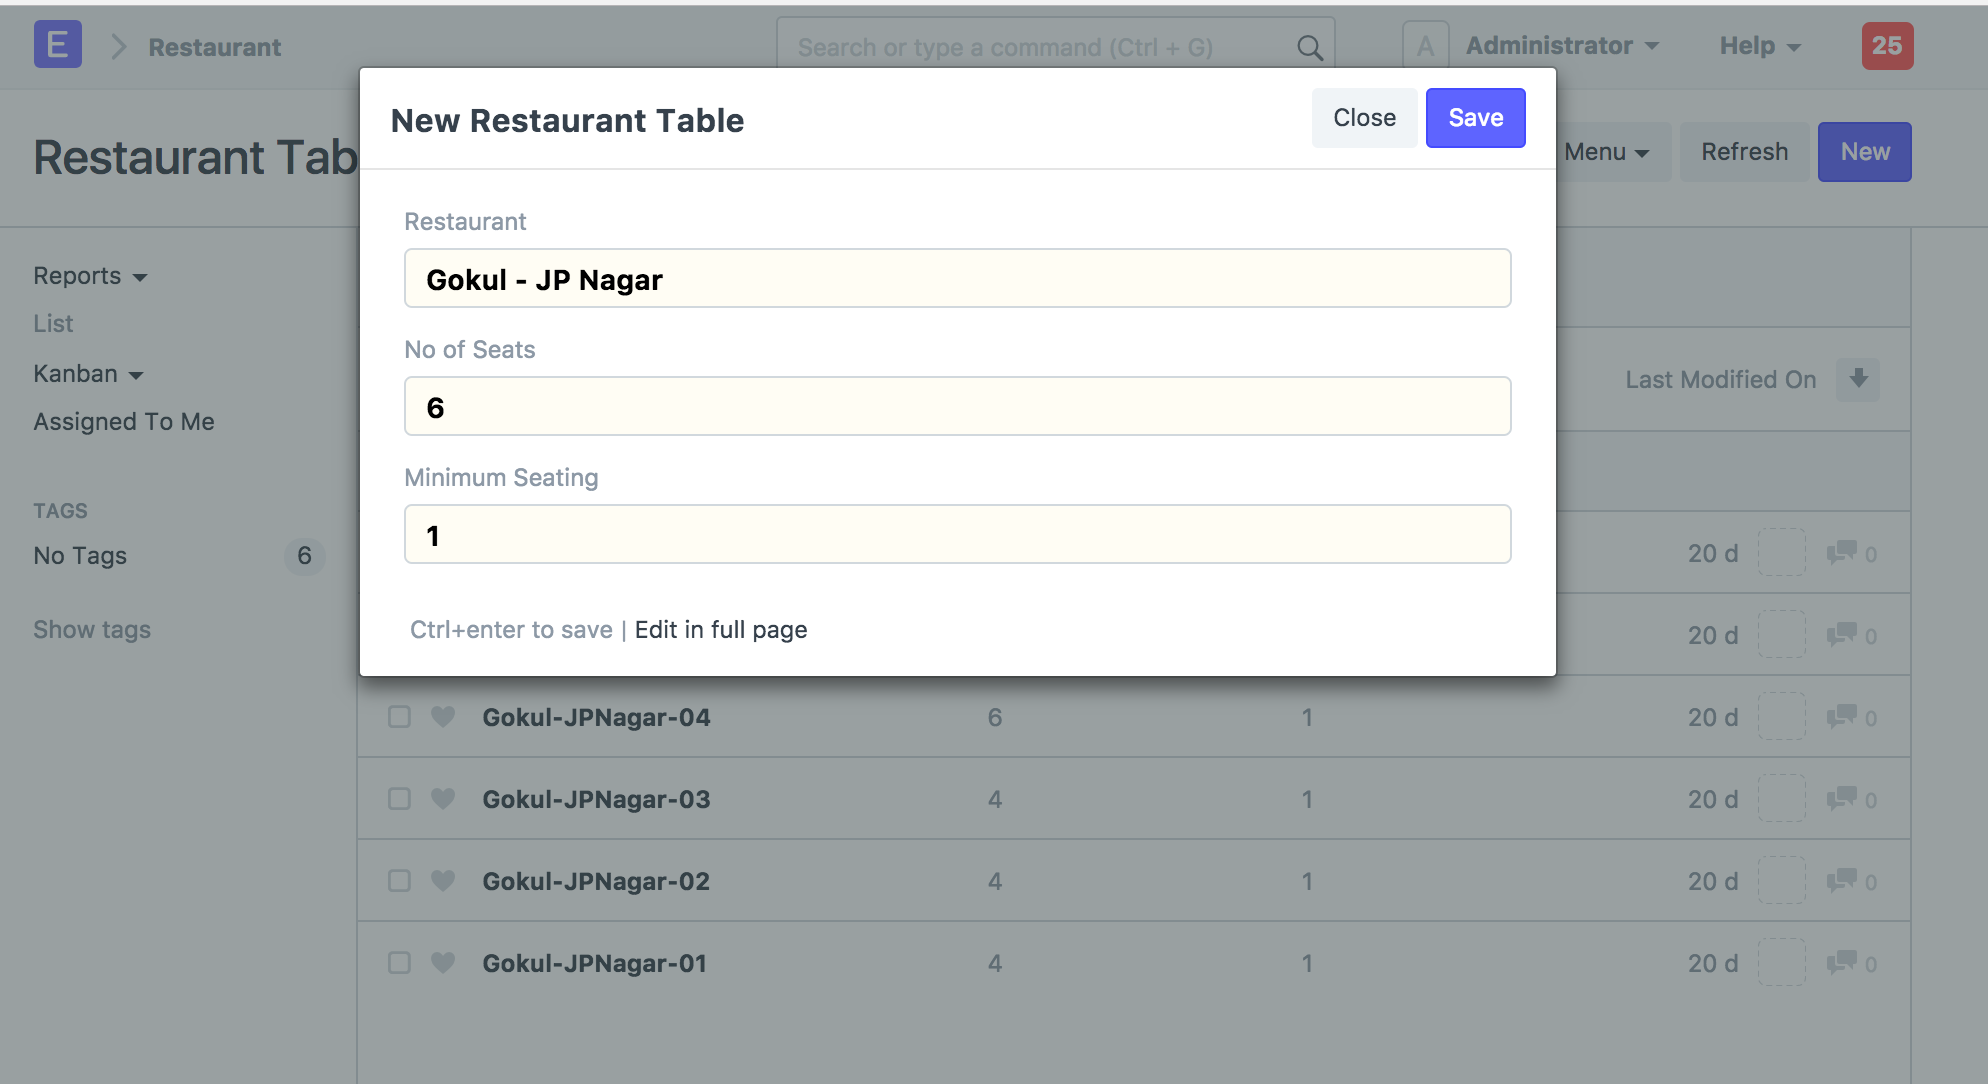 E Restaurant Search or type a command (Ctrl + G) A Administrator Help 25
Restaurant Tab
Menu Refresh New
New Restaurant Table Close Save
Restaurant
Gokul - JP Nagar
No of Seats
6
Minimum Seating
1
Ctrl+enter to save | Edit in full page
Reports
List
Kanban
Assigned To Me
TAGS
No Tags 6
Show tags
Last Modified On
20 d 0
20 d 0
Gokul-JPNagar-04 6 1 20 d 0
Gokul-JPNagar-03 4 1 20 d 0
Gokul-JPNagar-02 4 1 20 d 0
Gokul-JPNagar-01 4 1 20 d 0